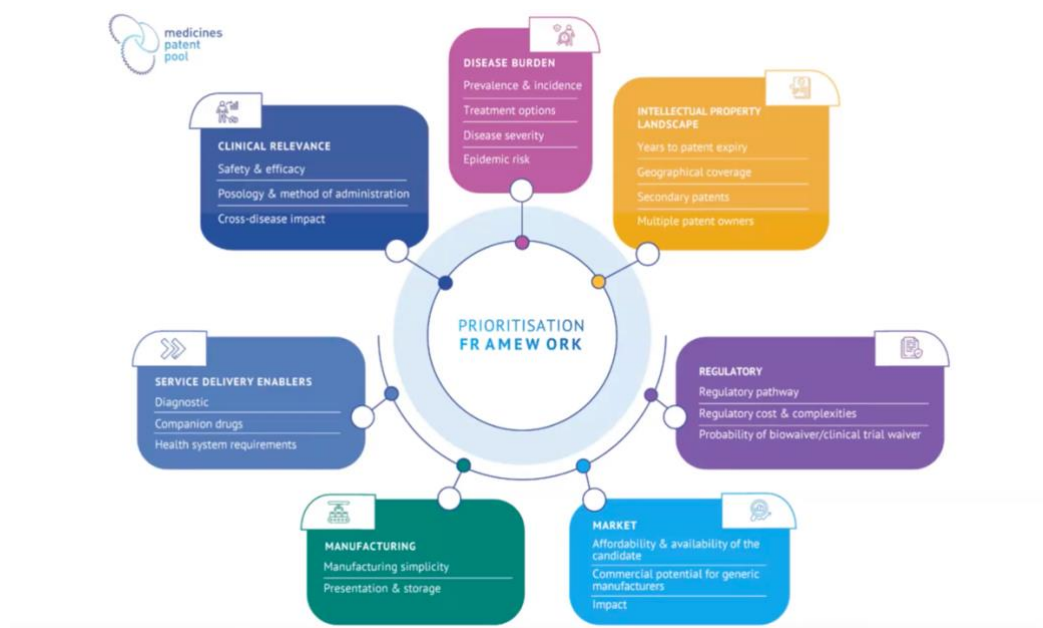 medicines
patent
pool
DISEASE BURDEN
Prevalence & incidence
Treatment options
Disease severity
Epidemic risk
INTELLECTUAL PROPERTY
LANDSCAPE
Years to patent expiry
Geographical coverage
Secondary patents
Multiple patent owners
CLINICAL RELEVANCE
Safety & efficacy
Posology & method of administration
Cross-disease impact
PRIORITISATION
FRAMEWORK
SERVICE DELIVERY ENABLERS
Diagnostic
Companion drugs
Health system requirements
REGULATORY
Regulatory pathway
Regulatory cost & complexities
Probability of biowaiver/clinical trial waiver
MANUFACTURING
Manufacturing simplicity
Presentation & storage
MARKET
Affordability & availability of the
candidate
Commercial potential for generic
manufacturers
Impact